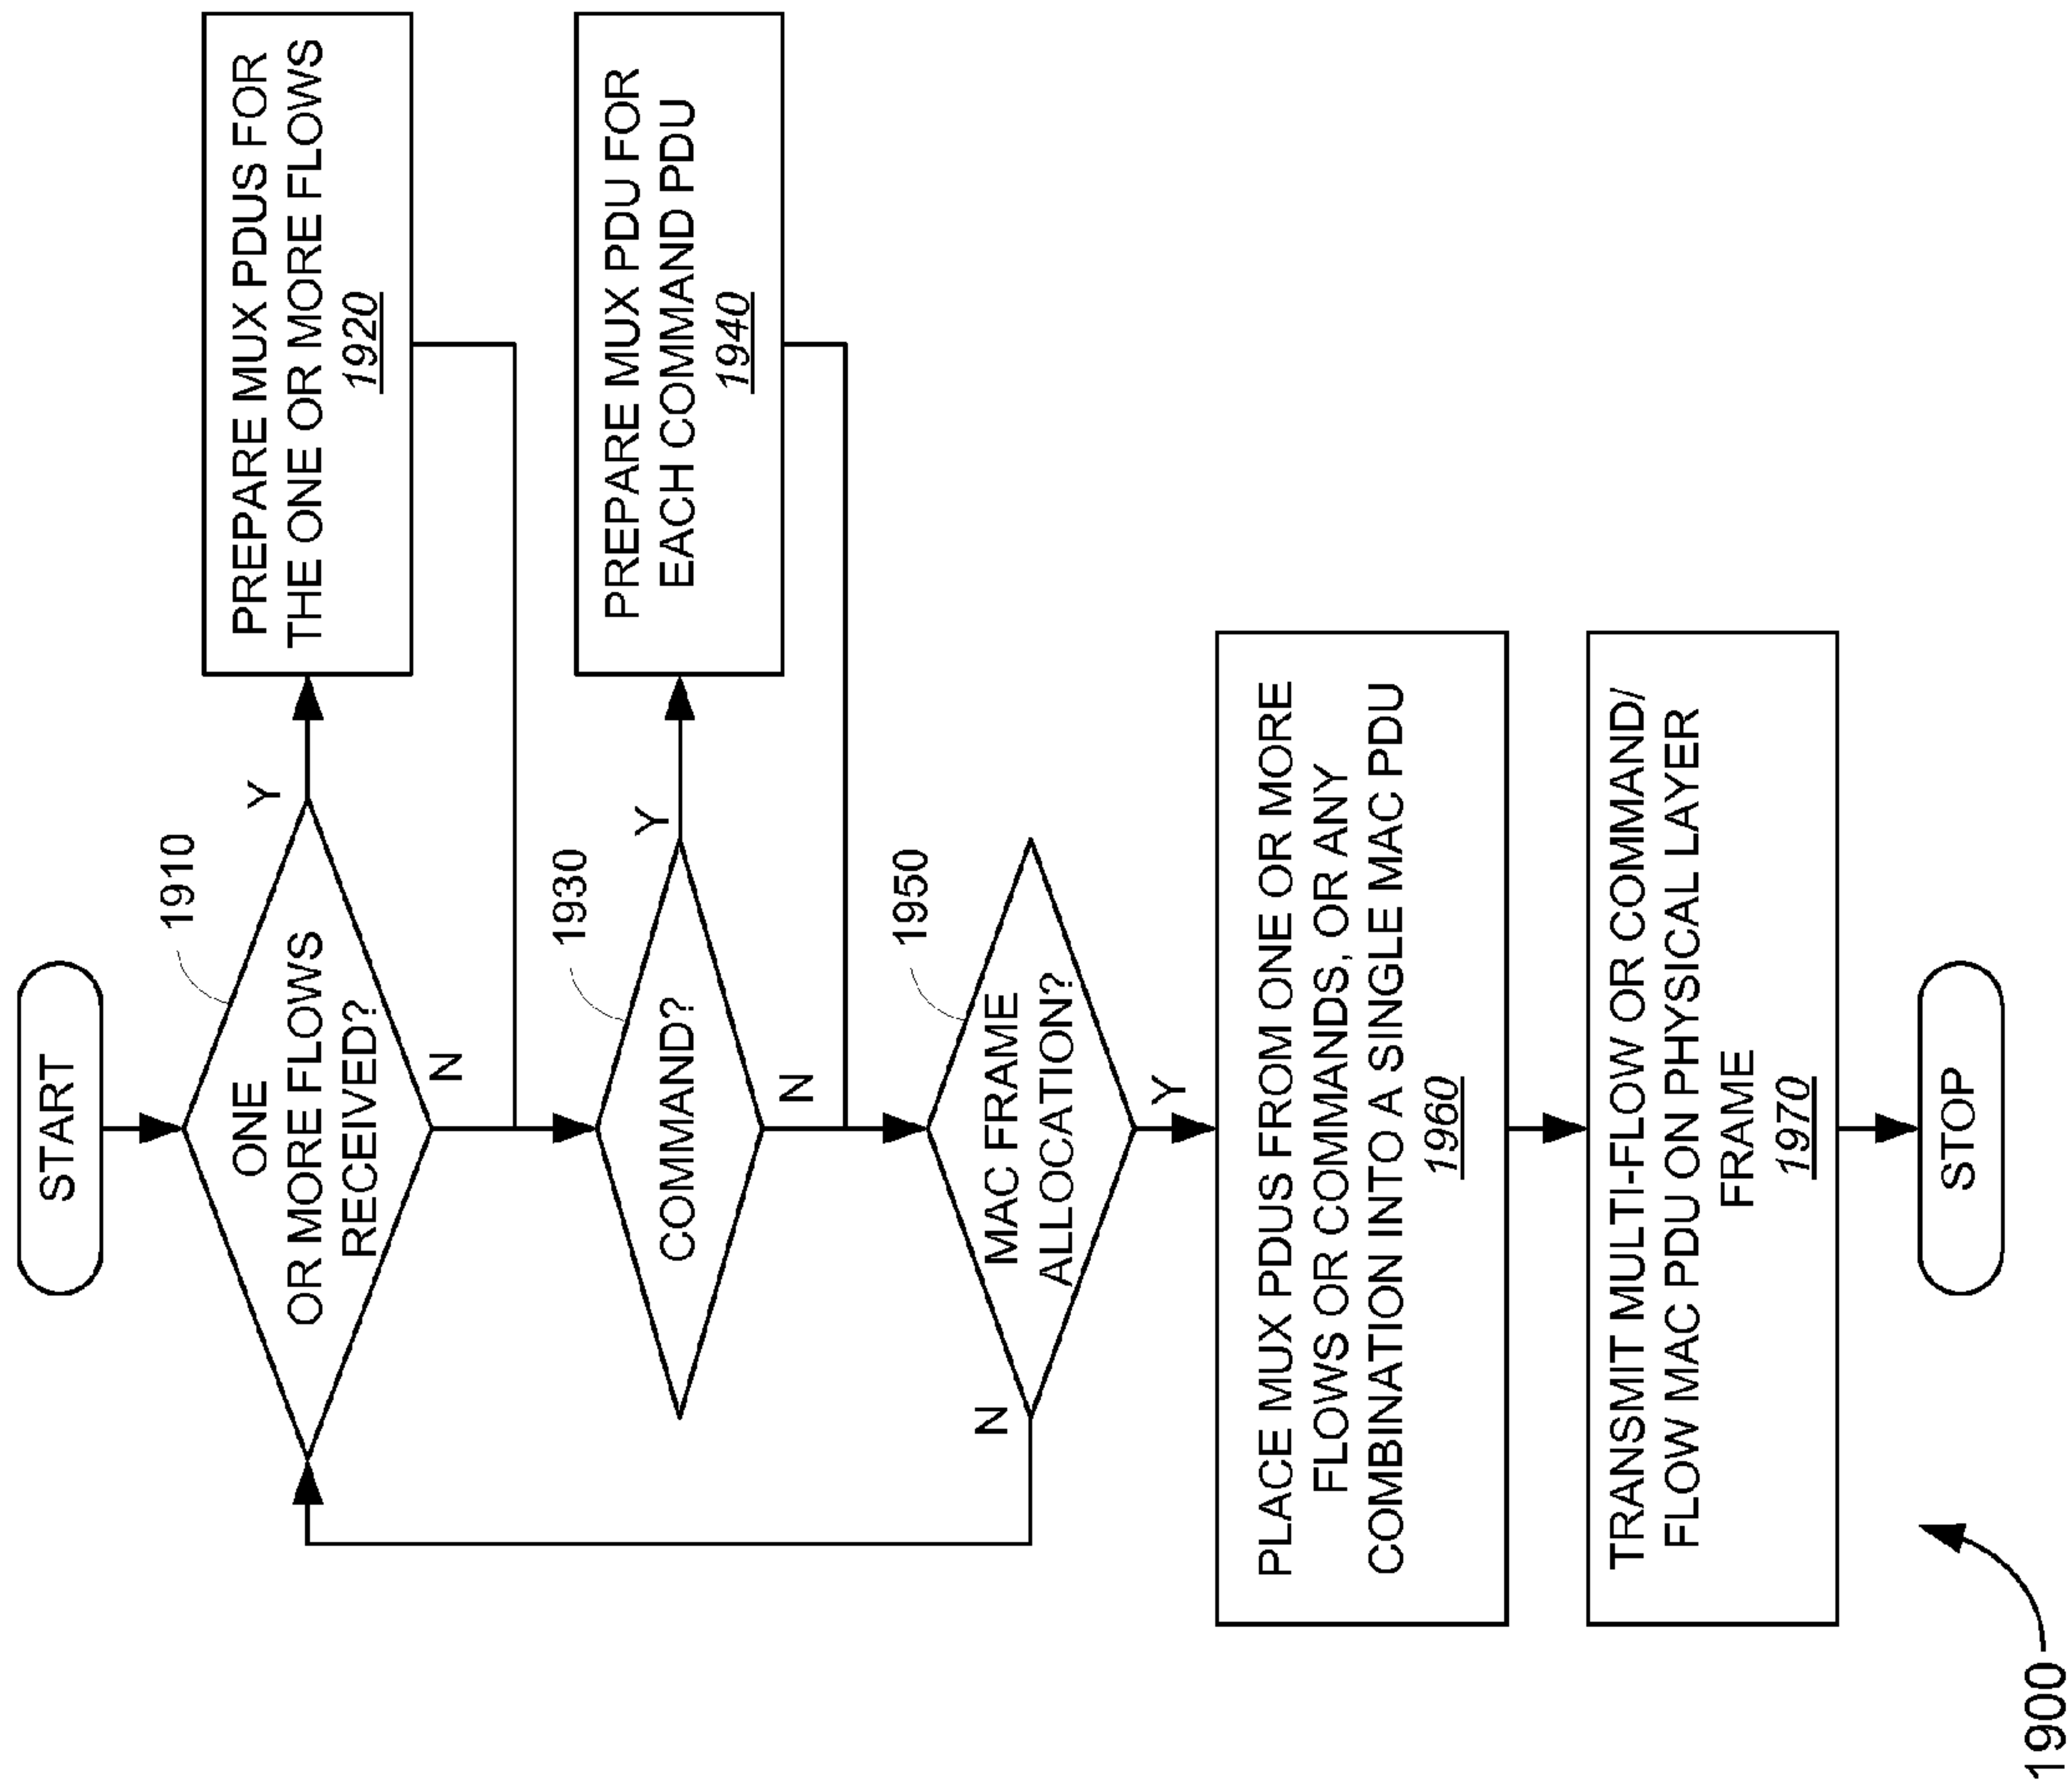 START
1910
ONE
OR MORE FLOWS
RECEIVED?
Y
N
PREPARE MUX PDUS FOR
THE ONE OR MORE FLOWS
1920
1930
COMMAND?
Y
N
PREPARE MUX PDU FOR
EACH COMMAND PDU
1940
1950
MAC FRAME
ALLOCATION?
N
Y
PLACE MUX PDUS FROM ONE OR MORE
FLOWS OR COMMANDS, OR ANY
COMBINATION INTO A SINGLE MAC PDU
1960
TRANSMIT MULTI-FLOW OR COMMAND/
FLOW MAC PDU ON PHYSICAL LAYER
FRAME
1970
STOP
1900